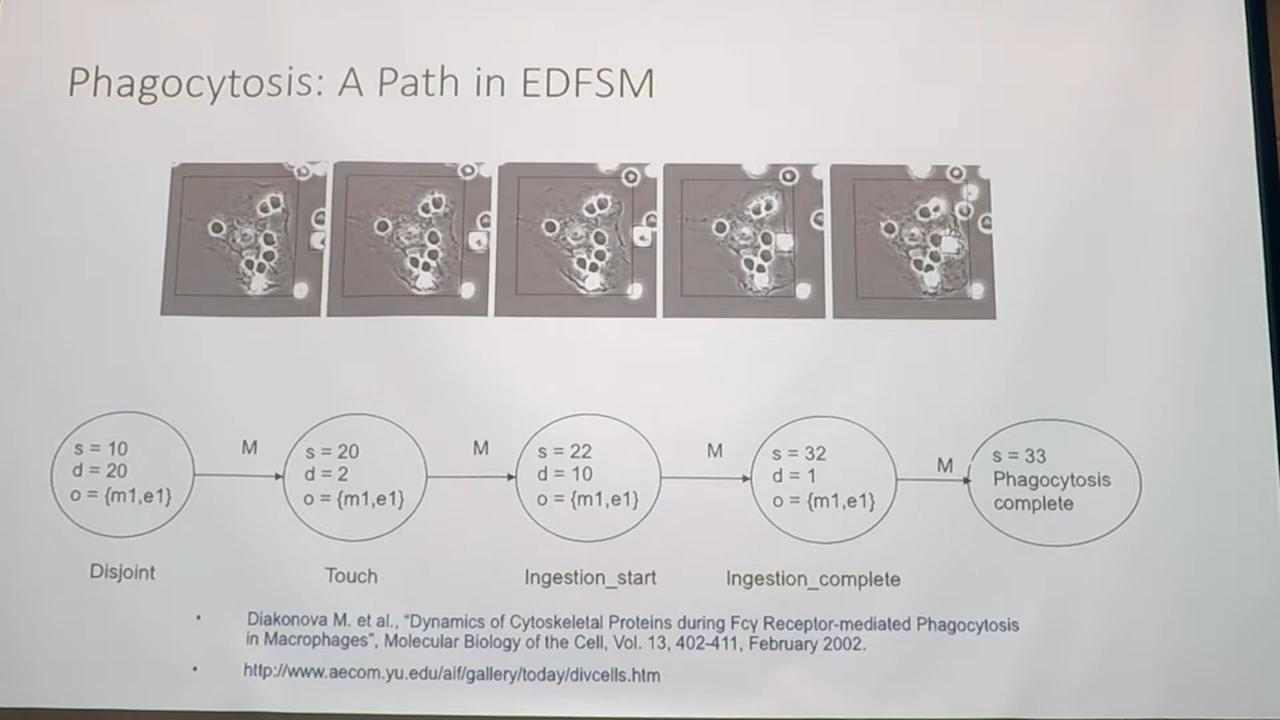 Phagocytosis: A Path in EDFSM
s = 10
d = 20
o = {m1,e1}
M
s = 20
d = 2
o = {m1,e1}
M
s = 22
d = 10
o = {m1,e1}
M
s = 32
d = 1
o = {m1,e1}
M
s = 33
Phagocytosis
complete
Disjoint
Touch
Ingestion_start
Ingestion_complete
• Diakonova M. et al., “Dynamics of Cytoskeletal Proteins during Fcγ Receptor-mediated Phagocytosis
in Macrophages”, Molecular Biology of the Cell, Vol. 13, 402-411, February 2002.
• http://www.aecom.yu.edu/aif/gallery/today/divcells.htm